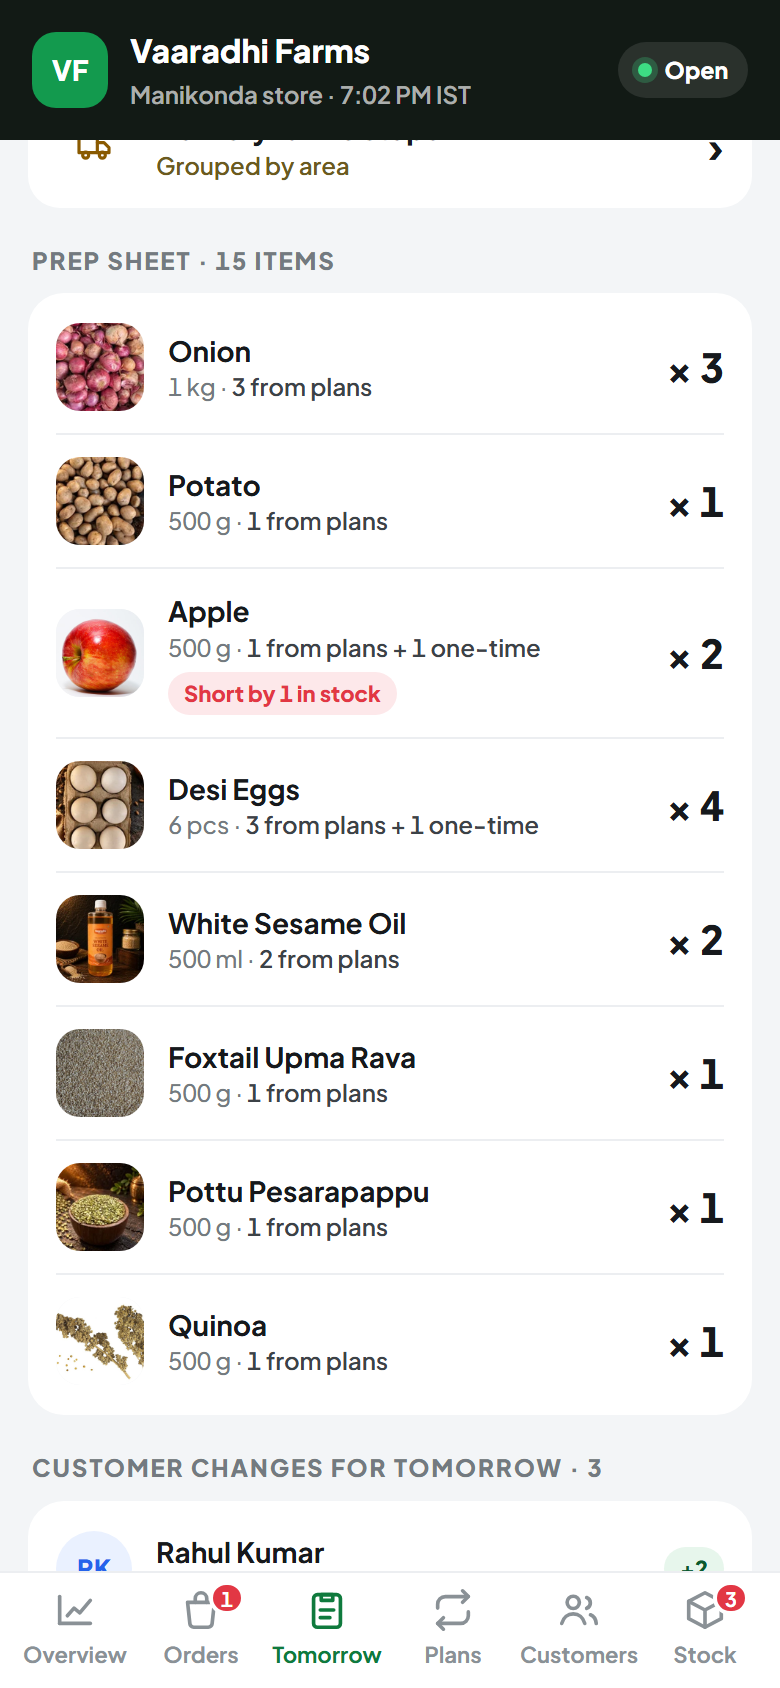 VF
Vaaradhi Farms
Manikonda store · 7:02 PM IST
Open
Grouped by area
PREP SHEET · 15 ITEMS
Onion
1 kg · 3 from plans
× 3
Potato
500 g · 1 from plans
× 1
Apple
500 g · 1 from plans + 1 one-time
Short by 1 in stock
× 2
Desi Eggs
6 pcs · 3 from plans + 1 one-time
× 4
White Sesame Oil
500 ml · 2 from plans
× 2
Foxtail Upma Rava
500 g · 1 from plans
× 1
Pottu Pesarapappu
500 g · 1 from plans
× 1
Quinoa
500 g · 1 from plans
× 1
CUSTOMER CHANGES FOR TOMORROW · 3
RK
Rahul Kumar
+2
1
3
Overview
Orders
Tomorrow
Plans
Customers
Stock